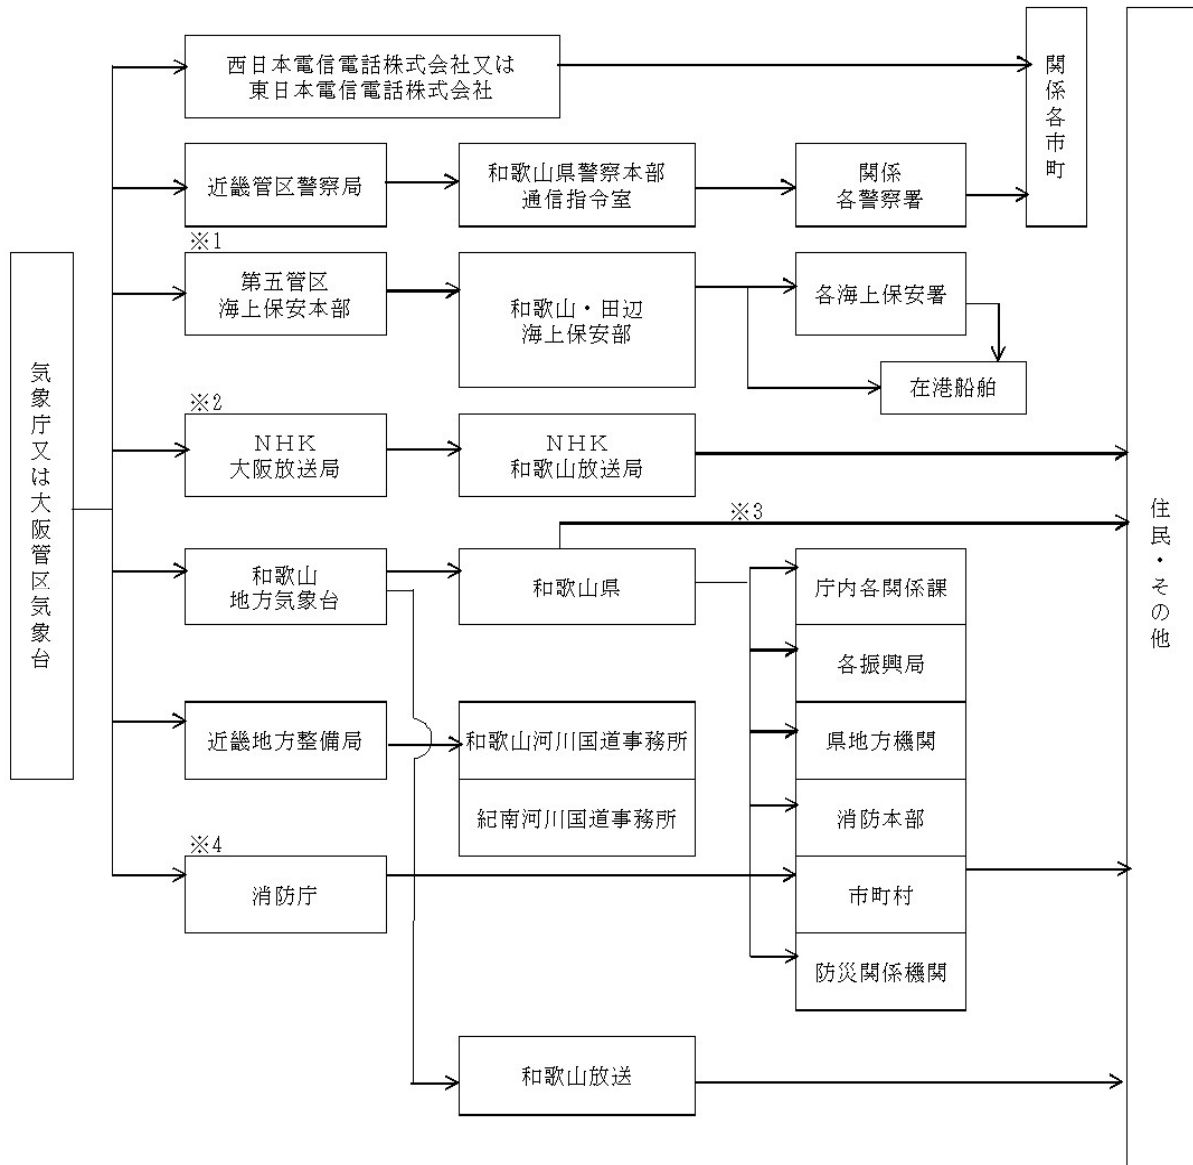 西日本電信電話株式会社又は
東日本電信電話株式会社
関係各市町
近畿管区警察局
和歌山県警察本部
通信指令室
関係
各警察署
※1
第五管区
海上保安本部
和歌山・田辺
海上保安部
各海上保安署
在港船舶
気象庁又は大阪管区気象台
※2
NHK
大阪放送局
NHK
和歌山放送局
※3
住民・その他
和歌山
地方気象台
和歌山県
庁内各関係課
各振興局
近畿地方整備局
和歌山河川国道事務所
県地方機関
紀南河川国道事務所
消防本部
※4
消防庁
市町村
防災関係機関
和歌山放送